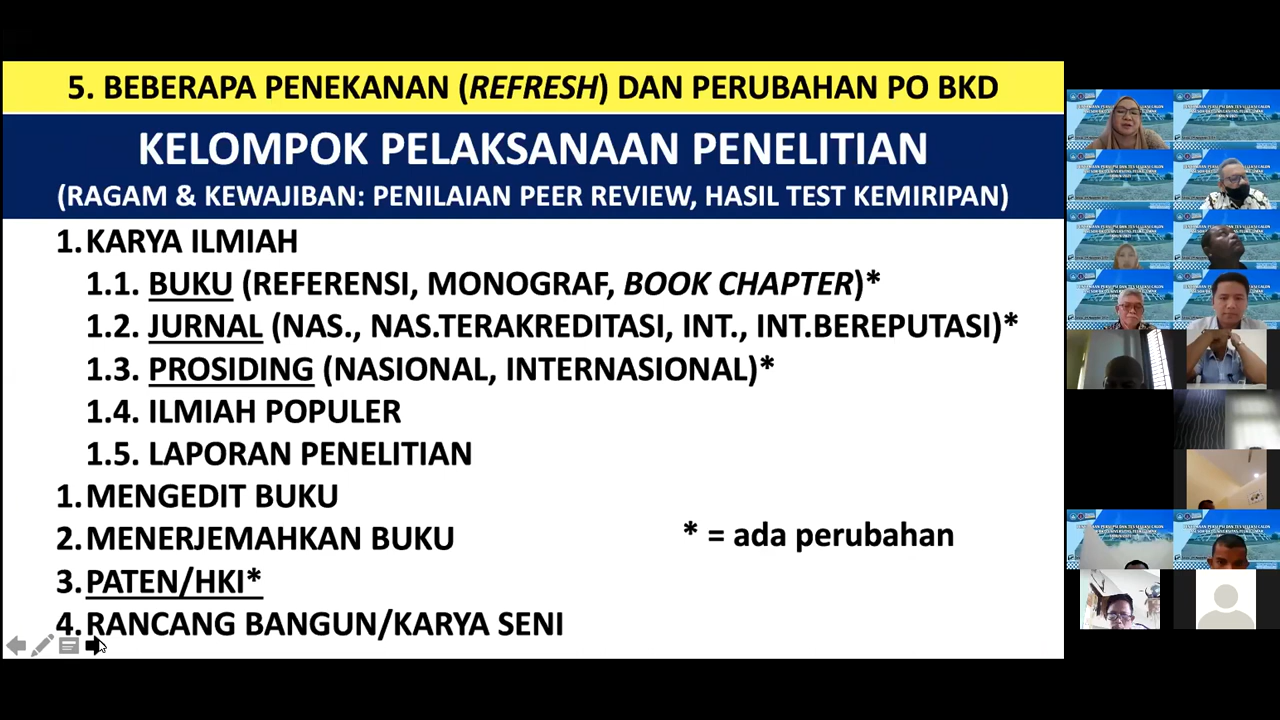 5. BEBERAPA PENEKANAN (REFRESH) DAN PERUBAHAN PO BKD
KELOMPOK PELAKSANAAN PENELITIAN
(RAGAM & KEWAJIBAN: PENILAIAN PEER REVIEW, HASIL TEST KEMIRIPAN)
1. KARYA ILMIAH
1.1. BUKU (REFERENSI, MONOGRAF, BOOK CHAPTER)*
1.2. JURNAL (NAS., NAS.TERAKREDITASI, INT., INT.BEREPUTASI)*
1.3. PROSIDING (NASIONAL, INTERNASIONAL)*
1.4. ILMIAH POPULER
1.5. LAPORAN PENELITIAN
1. MENGEDIT BUKU
2. MENERJEMAHKAN BUKU
* = ada perubahan
3. PATEN/HKI*
4. RANCANG BANGUN/KARYA SENI